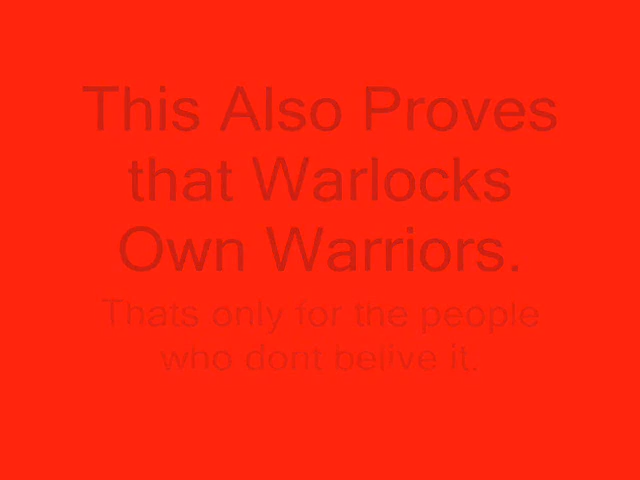 This Also Proves
that Warlocks
Own Warriors.
Thats only for the people
who dont belive it.